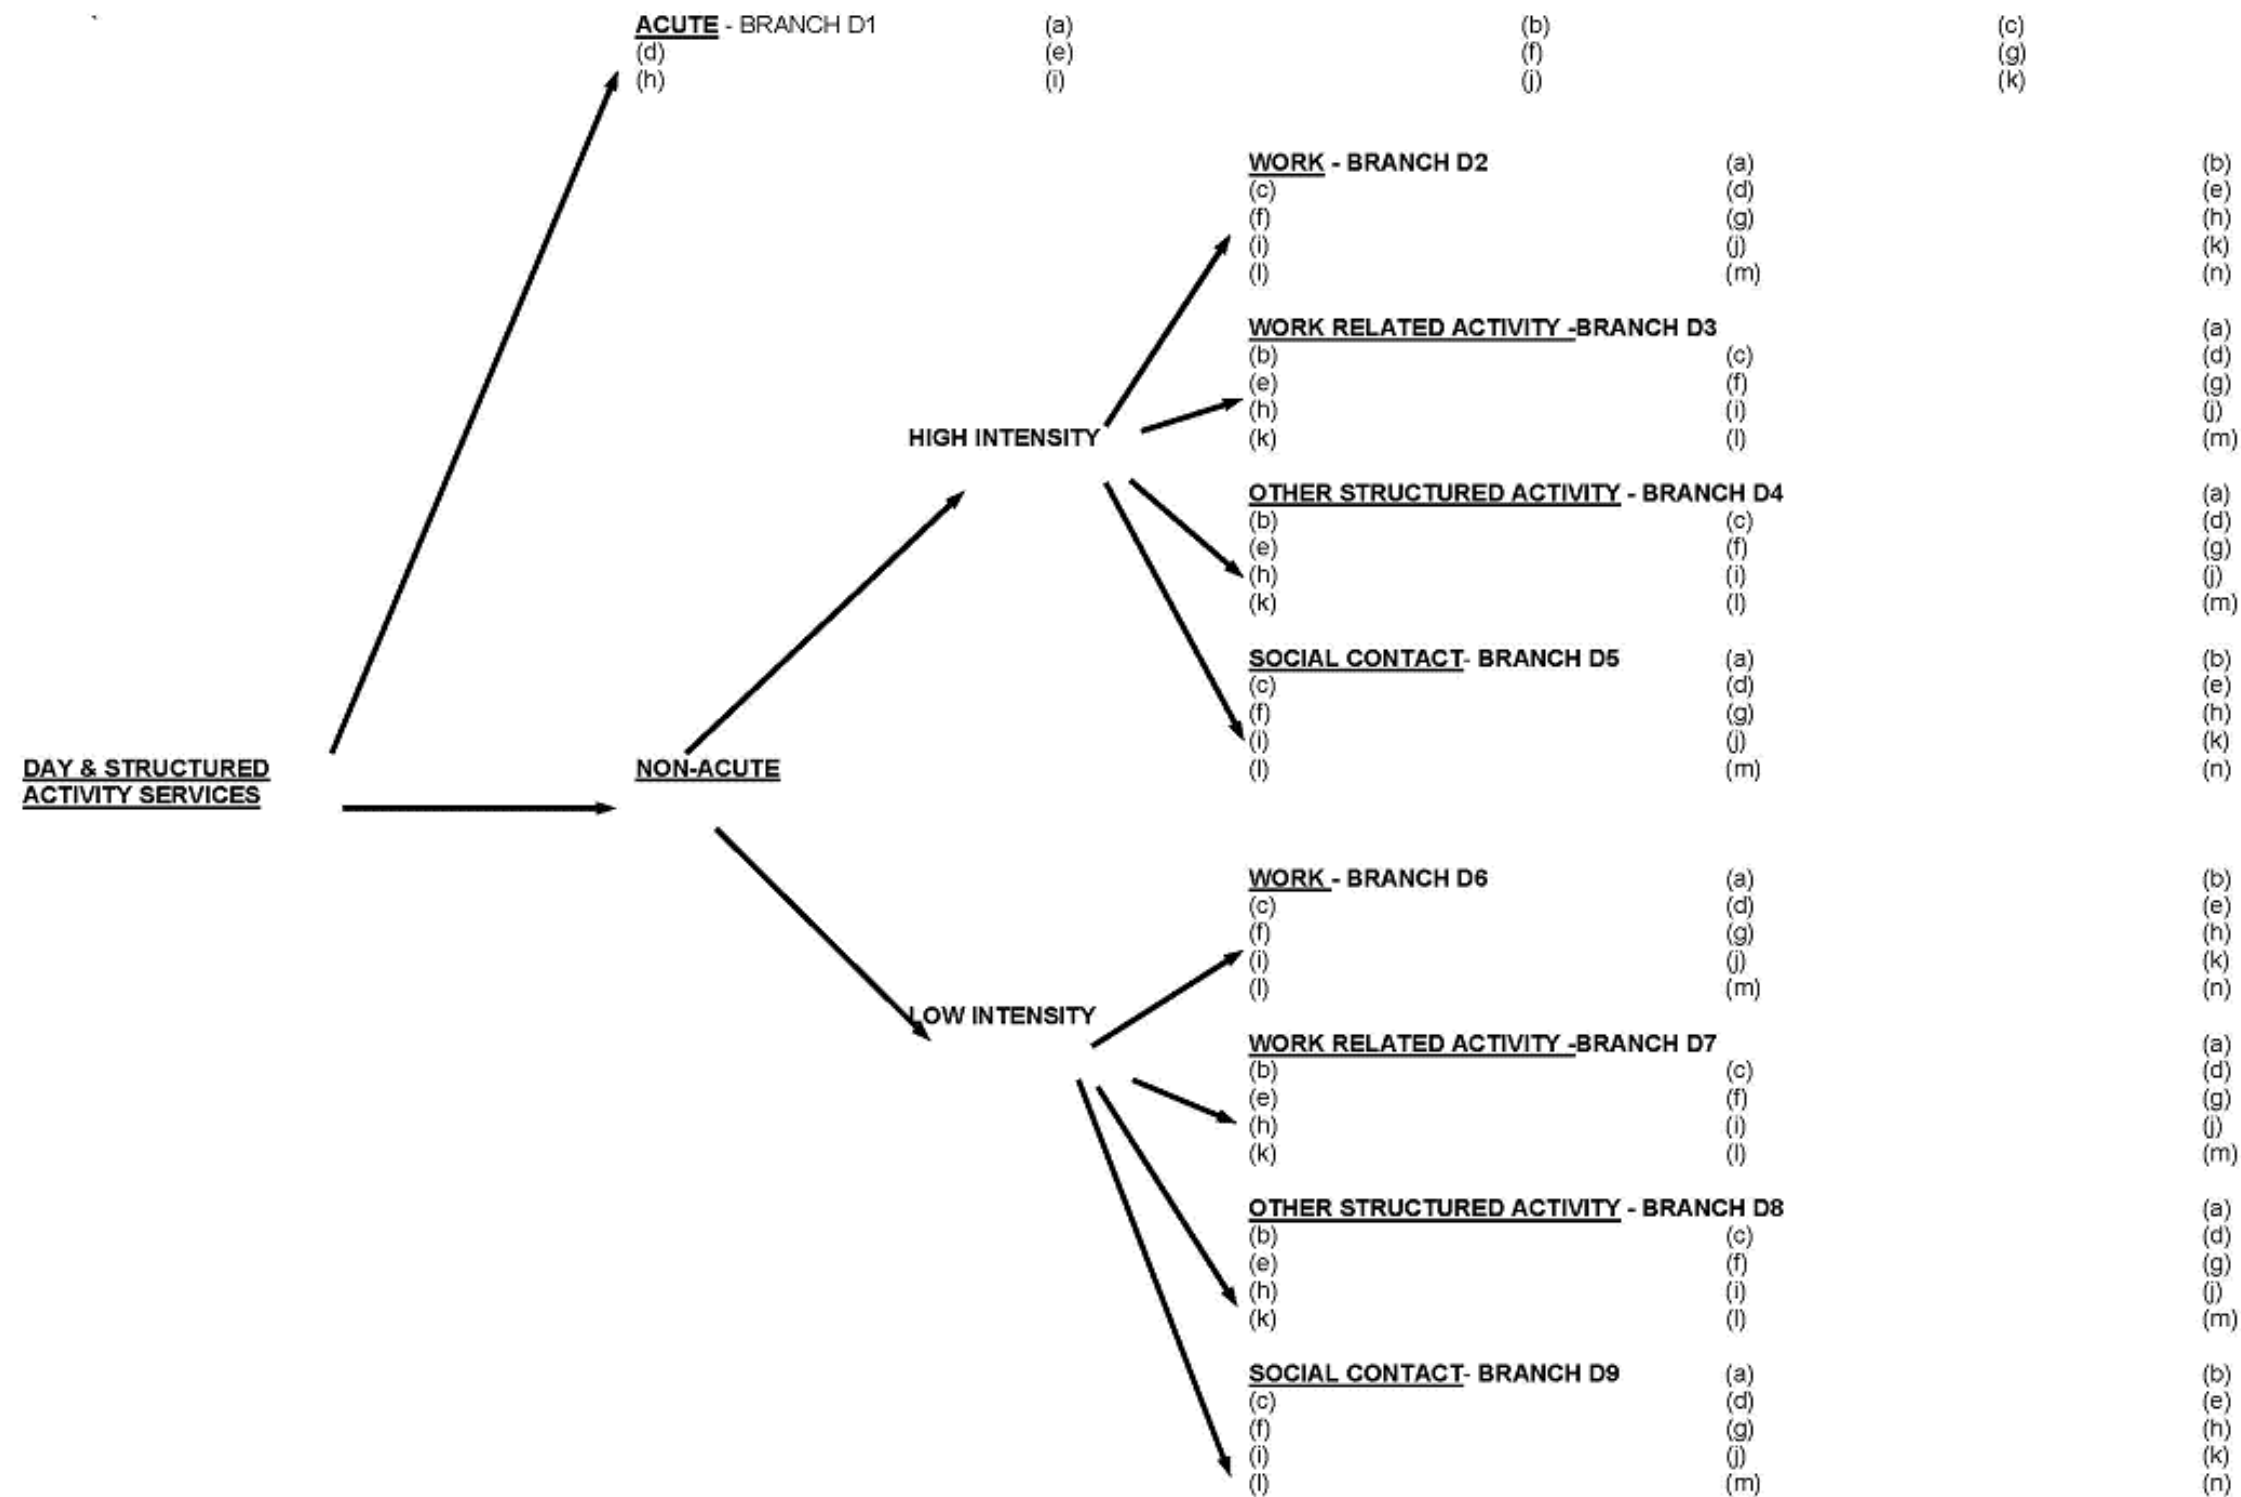 ACUTE - BRANCH D1 (a) (b) (c)
(d) (e) (f) (g)
(h) (i) (j) (k)
WORK - BRANCH D2 (a) (b)
(c) (d) (e)
(f) (g) (h)
(i) (j) (k)
(l) (m) (n)
WORK RELATED ACTIVITY -BRANCH D3 (a)
(b) (c) (d)
(e) (f) (g)
(h) (i) (j)
(k) (l) (m)
HIGH INTENSITY
OTHER STRUCTURED ACTIVITY - BRANCH D4 (a)
(b) (c) (d)
(e) (f) (g)
(h) (i) (j)
(k) (l) (m)
SOCIAL CONTACT- BRANCH D5 (a) (b)
(c) (d) (e)
(f) (g) (h)
(i) (j) (k)
(l) (m) (n)
DAY & STRUCTURED
ACTIVITY SERVICES
NON-ACUTE
WORK - BRANCH D6 (a) (b)
(c) (d) (e)
(f) (g) (h)
(i) (j) (k)
(l) (m) (n)
LOW INTENSITY
WORK RELATED ACTIVITY -BRANCH D7 (a)
(b) (c) (d)
(e) (f) (g)
(h) (i) (j)
(k) (l) (m)
OTHER STRUCTURED ACTIVITY - BRANCH D8 (a)
(b) (c) (d)
(e) (f) (g)
(h) (i) (j)
(k) (l) (m)
SOCIAL CONTACT- BRANCH D9 (a) (b)
(c) (d) (e)
(f) (g) (h)
(i) (j) (k)
(l) (m) (n)